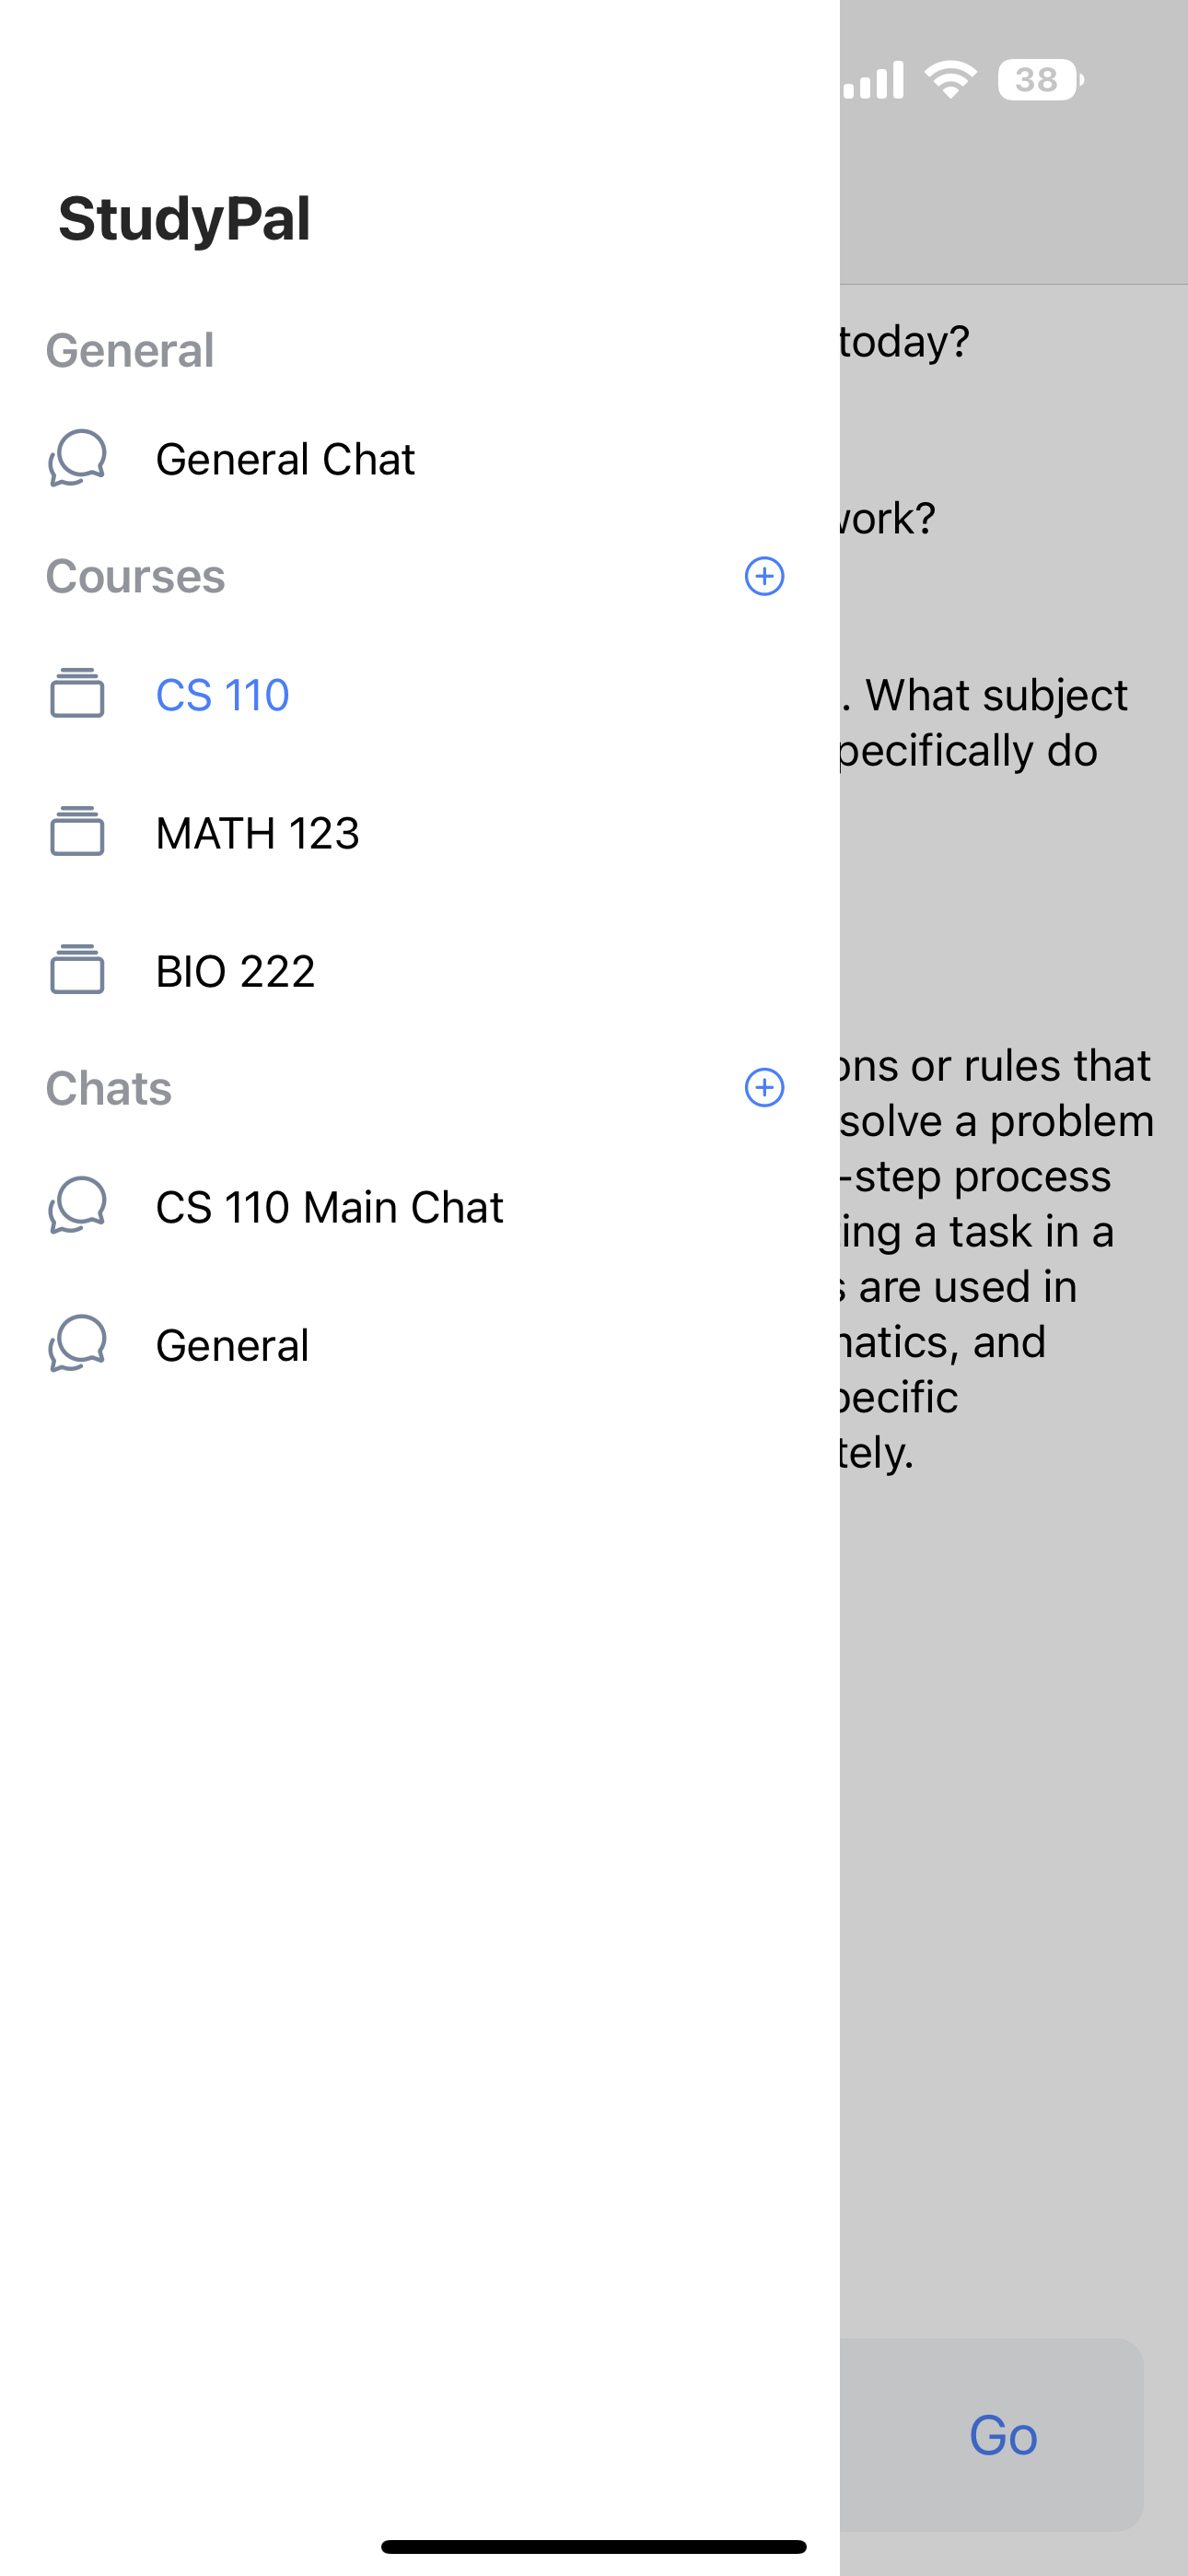 38
StudyPal
General
General Chat
Courses
CS 110
MATH 123
BIO 222
Chats
CS 110 Main Chat
General
today?
work?
. What subject
pecifically do
ons or rules that
solve a problem
-step process
ing a task in a
s are used in
matics, and
pecific
tely.
Go